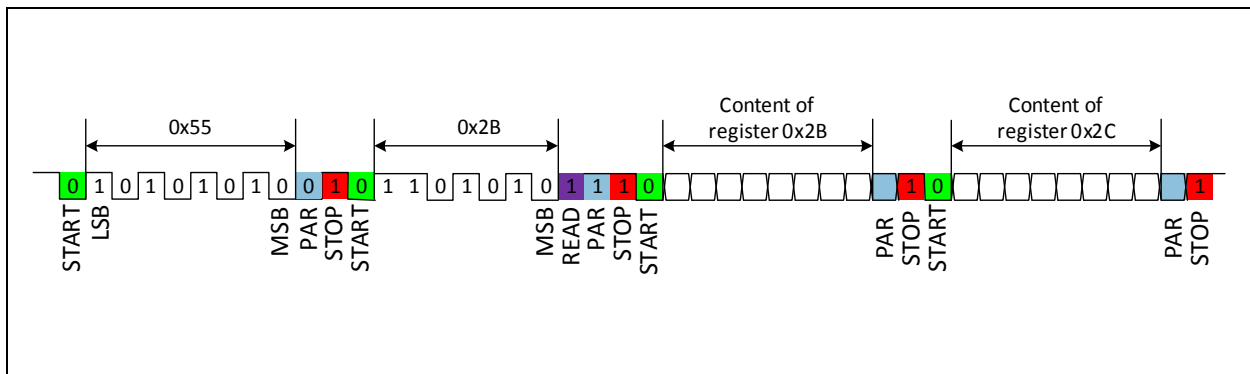 0x55
0x2B
Content of
register 0x2B
Content of
register 0x2C
0 1 0 1 0 1 0 1 0 0 1 0 1 1 0 1 0 1 0 1 1 1 0 1 0 1
START
LSB
MSB
PAR
STOP
START
MSB
READ
PAR
STOP
START
PAR
STOP
START
PAR
STOP